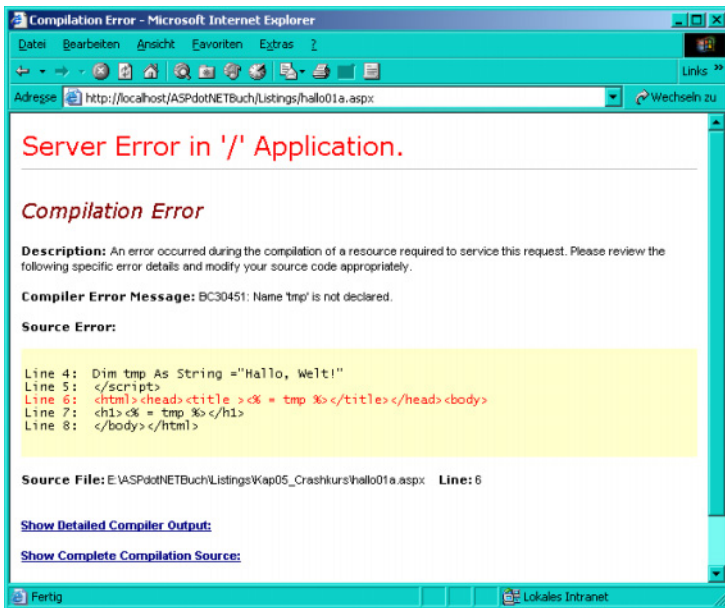 Compilation Error - Microsoft Internet Explorer
Datei Bearbeiten Ansicht Favoriten Extras ?
Links »
Adresse http://localhost/ASPdotNETBuch/Listings/hallo01a.aspx Wechseln zu
Server Error in '/' Application.
Compilation Error
Description: An error occurred during the compilation of a resource required to service this request. Please review the
following specific error details and modify your source code appropriately.
Compiler Error Message: BC30451: Name 'tmp' is not declared.
Source Error:
Line 4:  Dim tmp As String ="Hallo, Welt!"
Line 5:  </script>
Line 6:  <html><head><title ><% = tmp %></title></head><body>
Line 7:  <h1><% = tmp %></h1>
Line 8:  </body></html>
Source File: E:\ASPdotNETBuch\Listings\Kap05_Crashkurs\hallo01a.aspx Line: 6
Show Detailed Compiler Output:
Show Complete Compilation Source:
Fertig Lokales Intranet